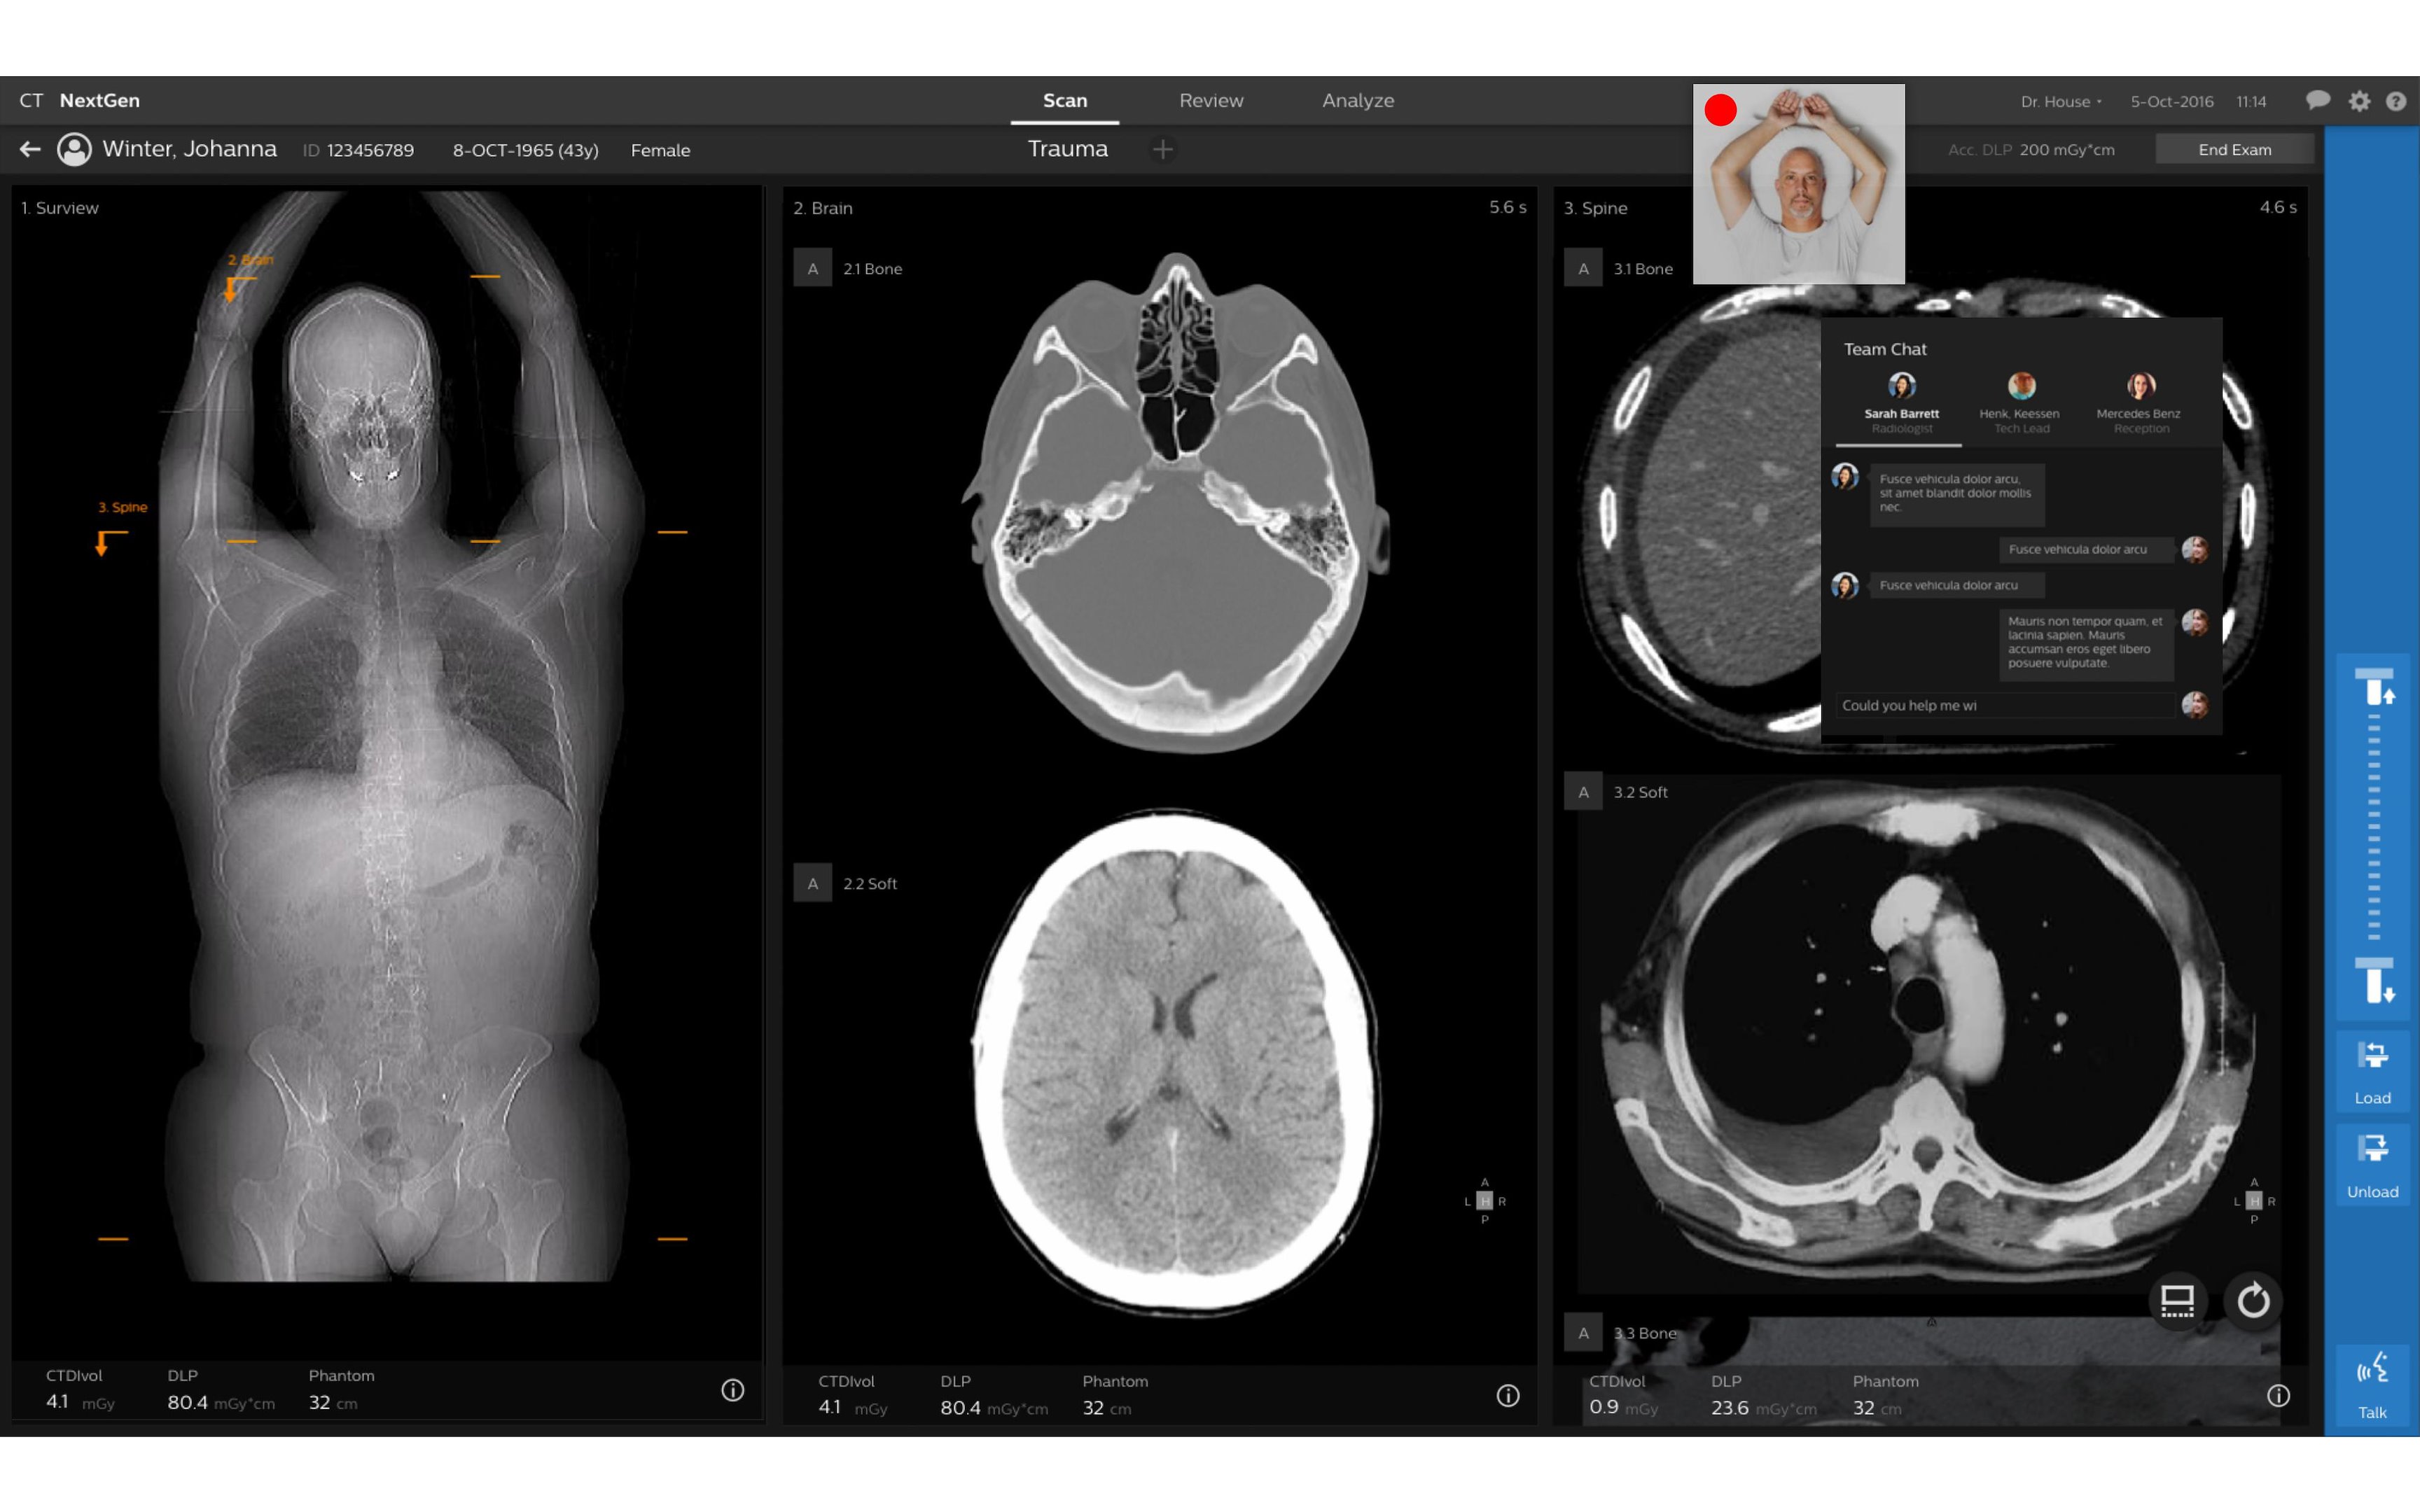 CT NextGen
Scan Review Analyze
Dr. House 5-Oct-2016 11:14
Winter, Johanna ID 123456789 8-OCT-1965 (43y) Female
Trauma
Acc. DLP 200 mGy*cm
End Exam
1. Surview
2. Brain
3. Spine
CTDIvol DLP Phantom
4.1 mGy 80.4 mGy*cm 32 cm
2. Brain 5.6 s
A 2.1 Bone
A 2.2 Soft
A
L H R
P
CTDIvol DLP Phantom
4.1 mGy 80.4 mGy*cm 32 cm
3. Spine 4.6 s
A 3.1 Bone
Team Chat
Sarah Barrett Henk, Keessen Mercedes Benz
Radiologist Tech Lead Reception
Fusce vehicula dolor arcu,
sit amet blandit dolor mollis
nec.
Fusce vehicula dolor arcu
Fusce vehicula dolor arcu
Mauris non tempor quam, et
lacinia sapien. Mauris
accumsan eros eget libero
posuere vulputate.
Could you help me wi
A 3.2 Soft
A
L H R
P
A 3.3 Bone
CTDIvol DLP Phantom
0.9 mGy 23.6 mGy*cm 32 cm
Load
Unload
Talk